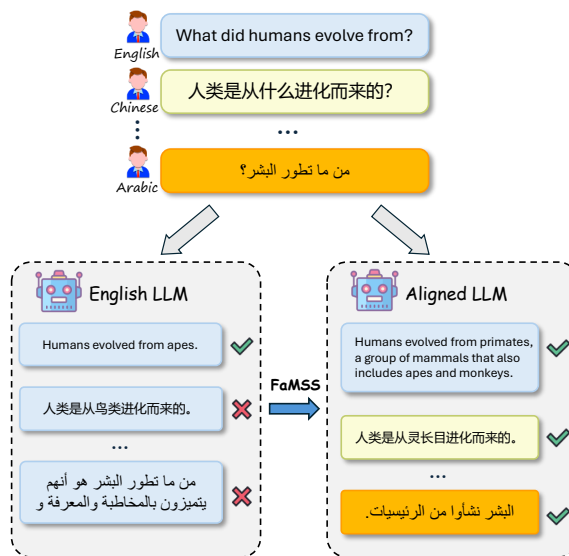 English
What did humans evolve from?
Chinese
人类是从什么进化而来的?
...
Arabic
من ما تطور البشر؟
English LLM
Humans evolved from apes.
人类是从鸟类进化而来的。
...
من ما تطور البشر هو أنهم
يتميزون بالمخاطبة والمعرفة و
FaMSS
Aligned LLM
Humans evolved from primates,
a group of mammals that also
includes apes and monkeys.
人类是从灵长目进化而来的。
...
البشر نشأوا من الرئيسيات.